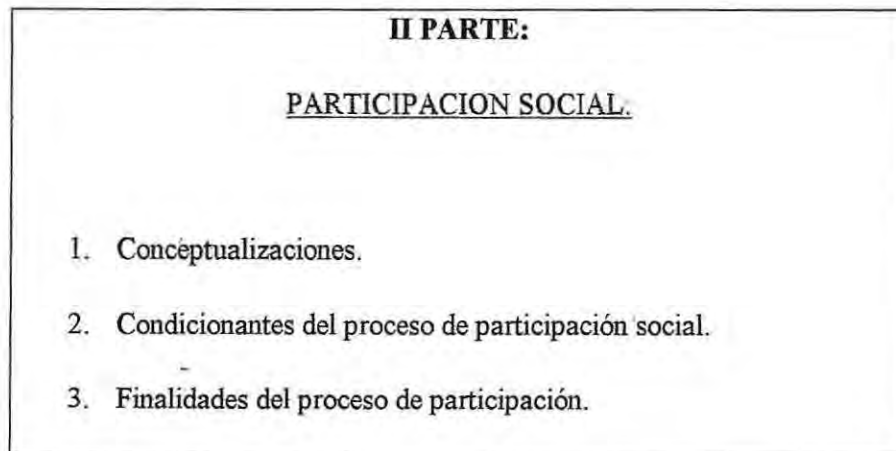 II PARTE:
PARTICIPACION SOCIAL.
1. Conceptualizaciones.
2. Condicionantes del proceso de participación social.
3. Finalidades del proceso de participación.